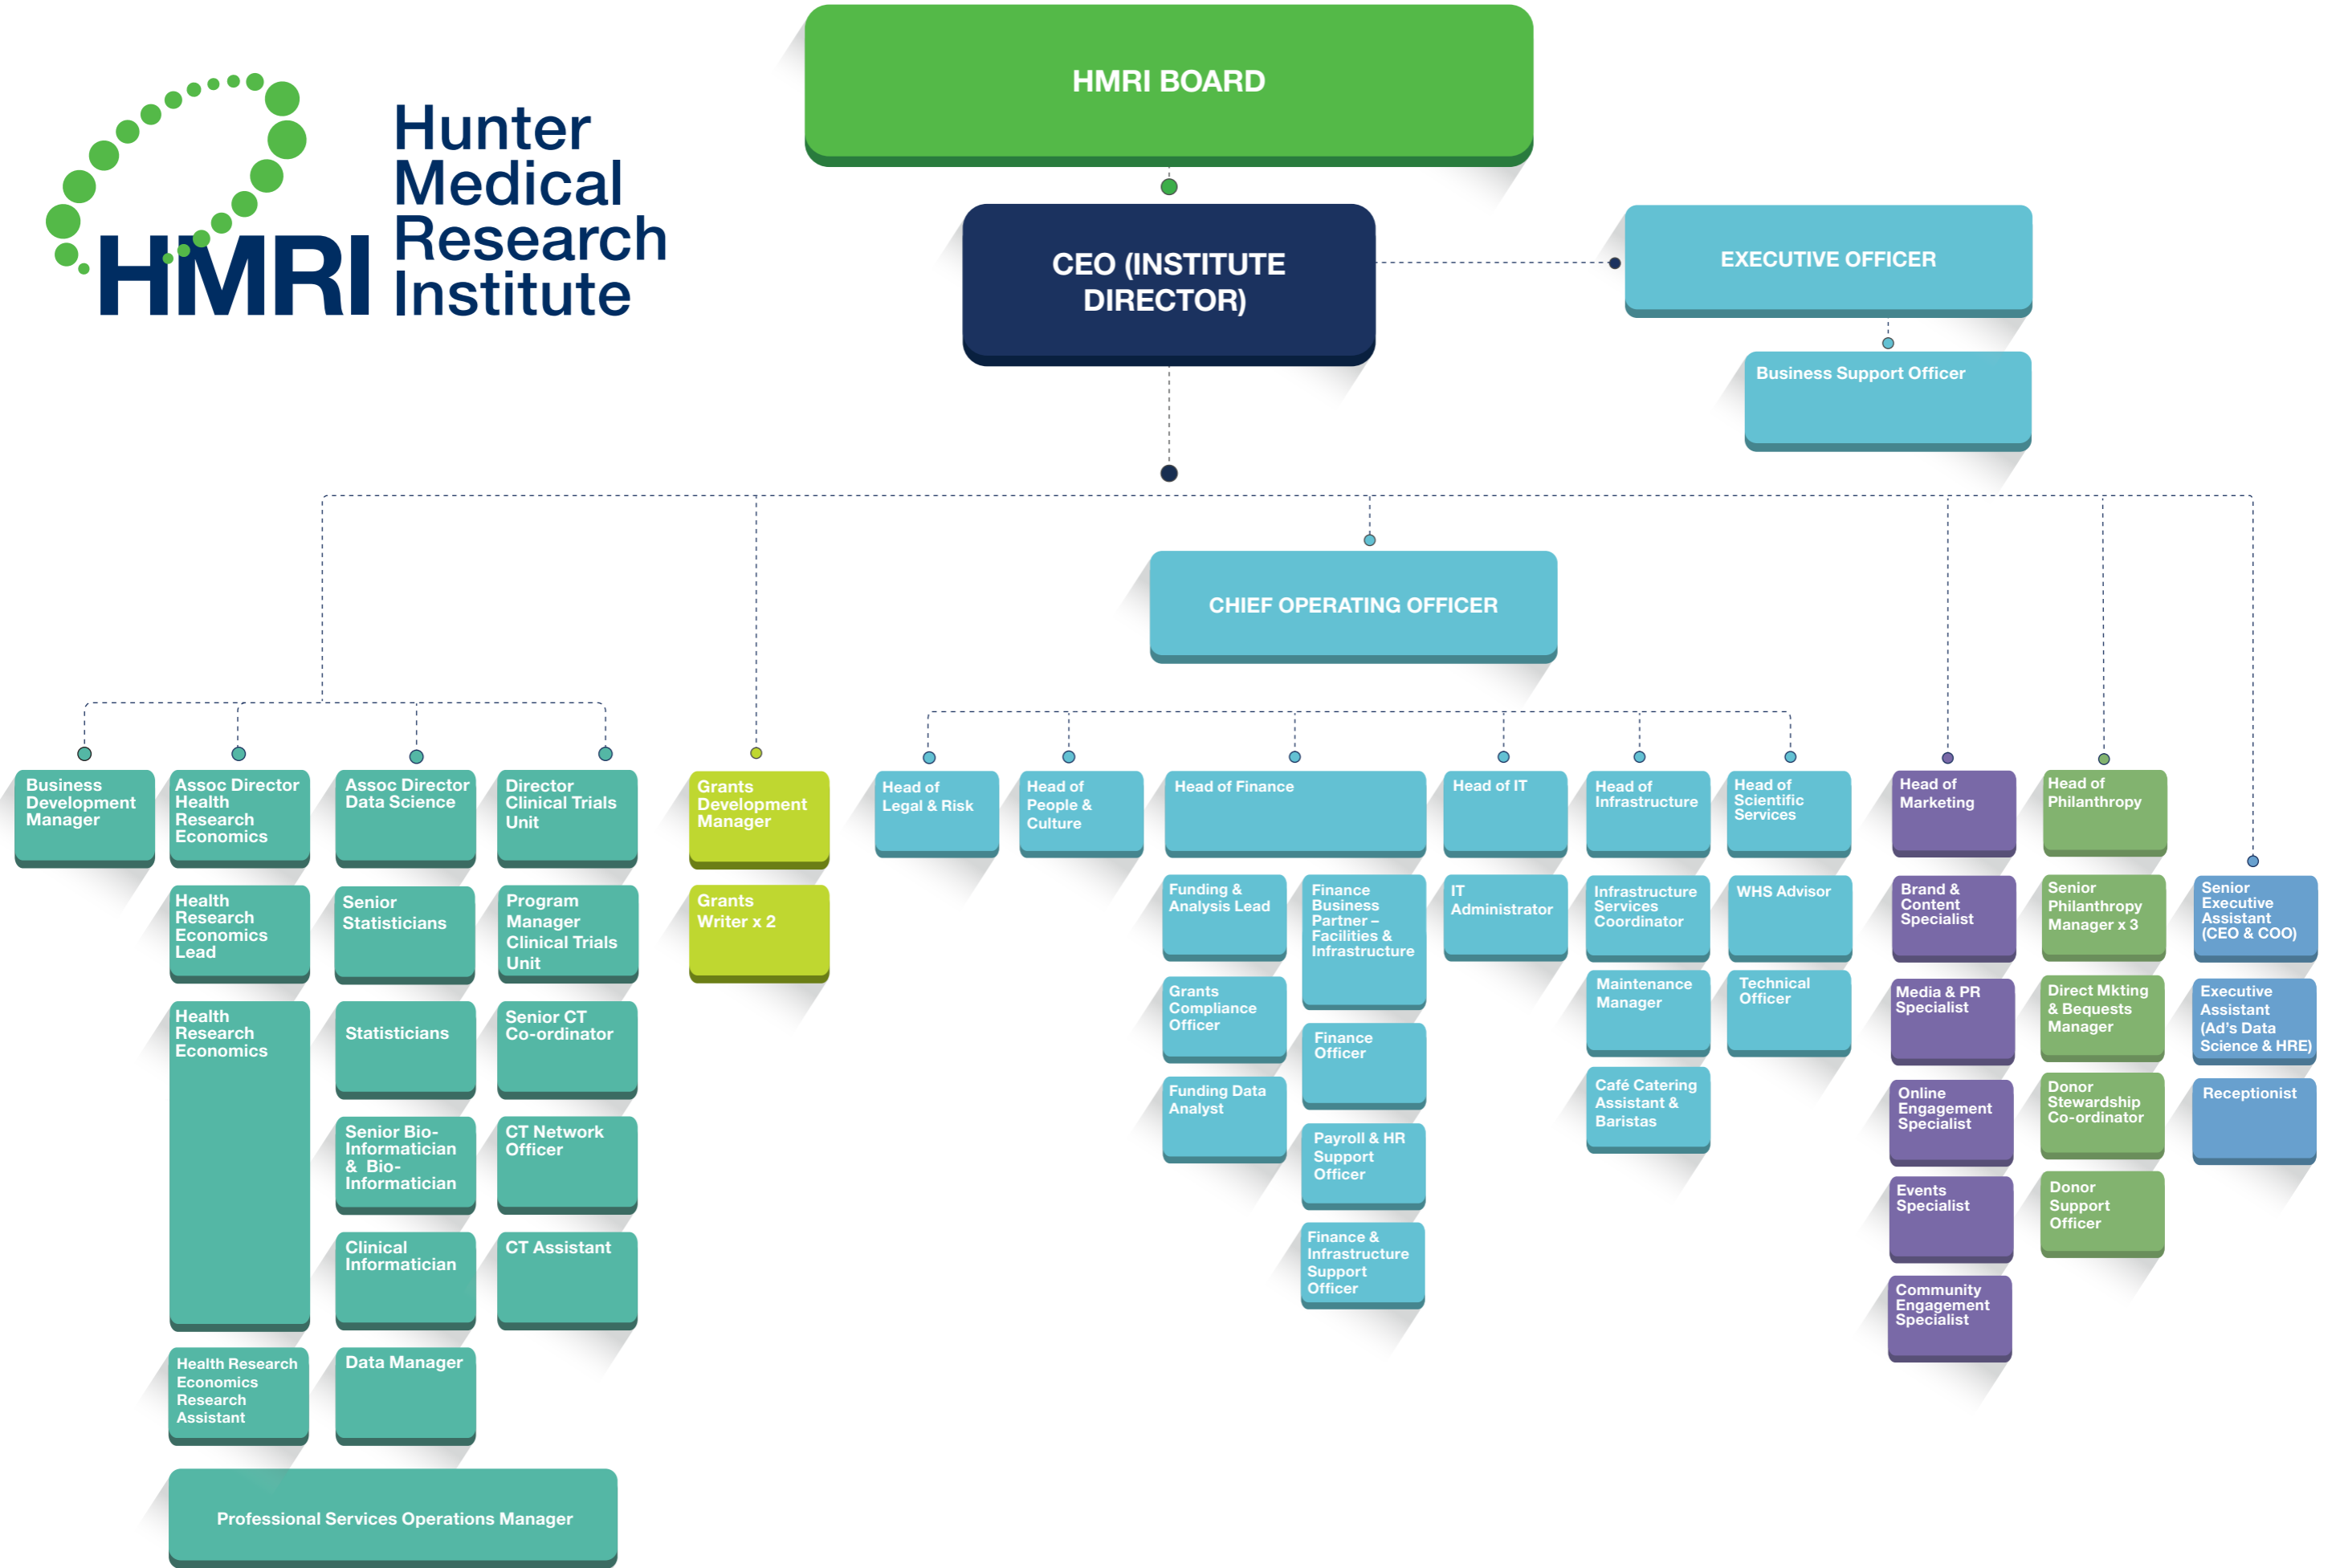 HMRI
Hunter
Medical
Research
Institute
HMRI BOARD
CEO (INSTITUTE
DIRECTOR)
EXECUTIVE OFFICER
Business Support Officer
CHIEF OPERATING OFFICER
Business
Development
Manager
Assoc Director
Health
Research
Economics
Health
Research
Economics
Lead
Health
Research
Economics
Health Research
Economics
Research
Assistant
Assoc Director
Data Science
Senior
Statisticians
Statisticians
Senior Bio-
Informatician
& Bio-
Informatician
Clinical
Informatician
Data Manager
Director
Clinical Trials
Unit
Program
Manager
Clinical Trials
Unit
Senior CT
Co-ordinator
CT Network
Officer
CT Assistant
Professional Services Operations Manager
Grants
Development
Manager
Grants
Writer x 2
Head of
Legal & Risk
Head of
People &
Culture
Head of Finance
Funding &
Analysis Lead
Grants
Compliance
Officer
Funding Data
Analyst
Finance
Business
Partner –
Facilities &
Infrastructure
Finance
Officer
Payroll & HR
Support
Officer
Finance &
Infrastructure
Support
Officer
Head of IT
IT
Administrator
Head of
Infrastructure
Infrastructure
Services
Coordinator
Maintenance
Manager
Café Catering
Assistant &
Baristas
Head of
Scientific
Services
WHS Advisor
Technical
Officer
Head of
Marketing
Brand &
Content
Specialist
Media & PR
Specialist
Online
Engagement
Specialist
Events
Specialist
Community
Engagement
Specialist
Head of
Philanthropy
Senior
Philanthropy
Manager x 3
Direct Mkting
& Bequests
Manager
Donor
Stewardship
Co-ordinator
Donor
Support
Officer
Senior
Executive
Assistant
(CEO & COO)
Executive
Assistant
(Ad's Data
Science & HRE)
Receptionist